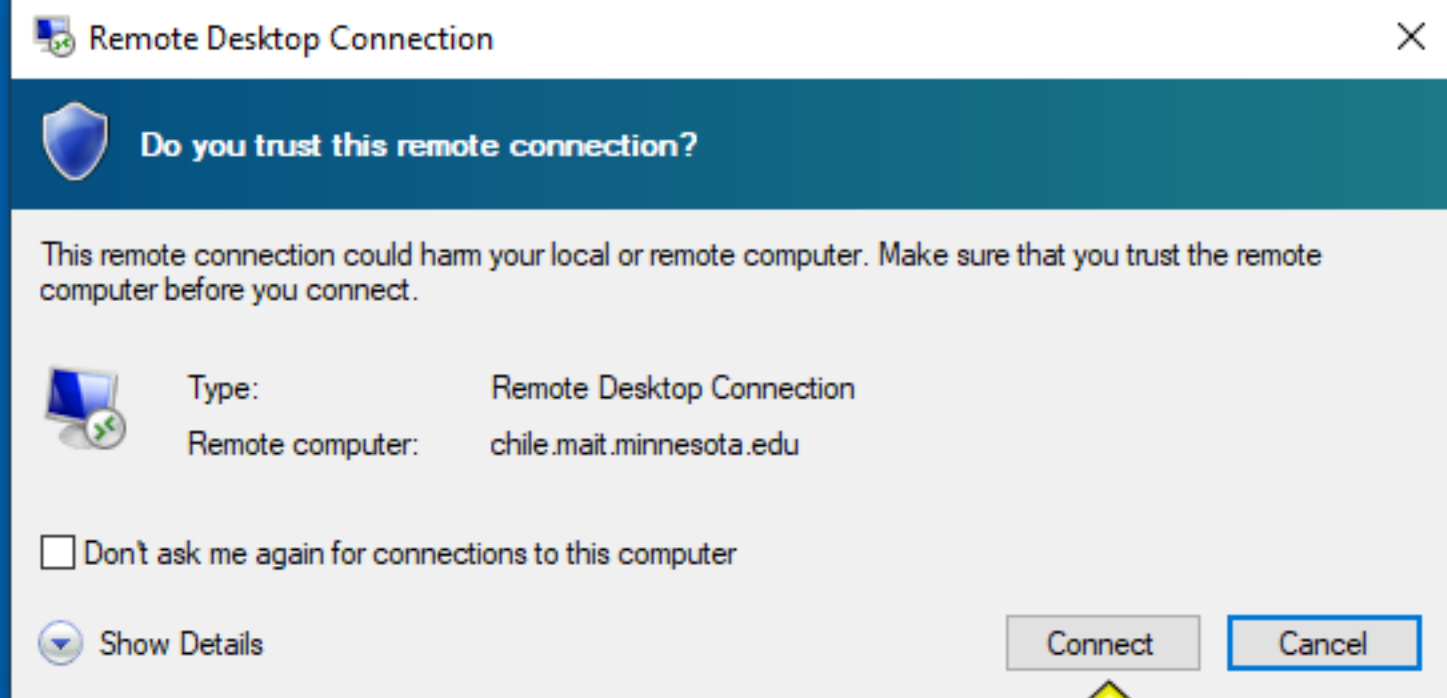 Remote Desktop Connection
Do you trust this remote connection?
This remote connection could harm your local or remote computer. Make sure that you trust the remote
computer before you connect.
Type: Remote Desktop Connection
Remote computer: chile.mait.minnesota.edu
Don't ask me again for connections to this computer
Show Details Connect Cancel